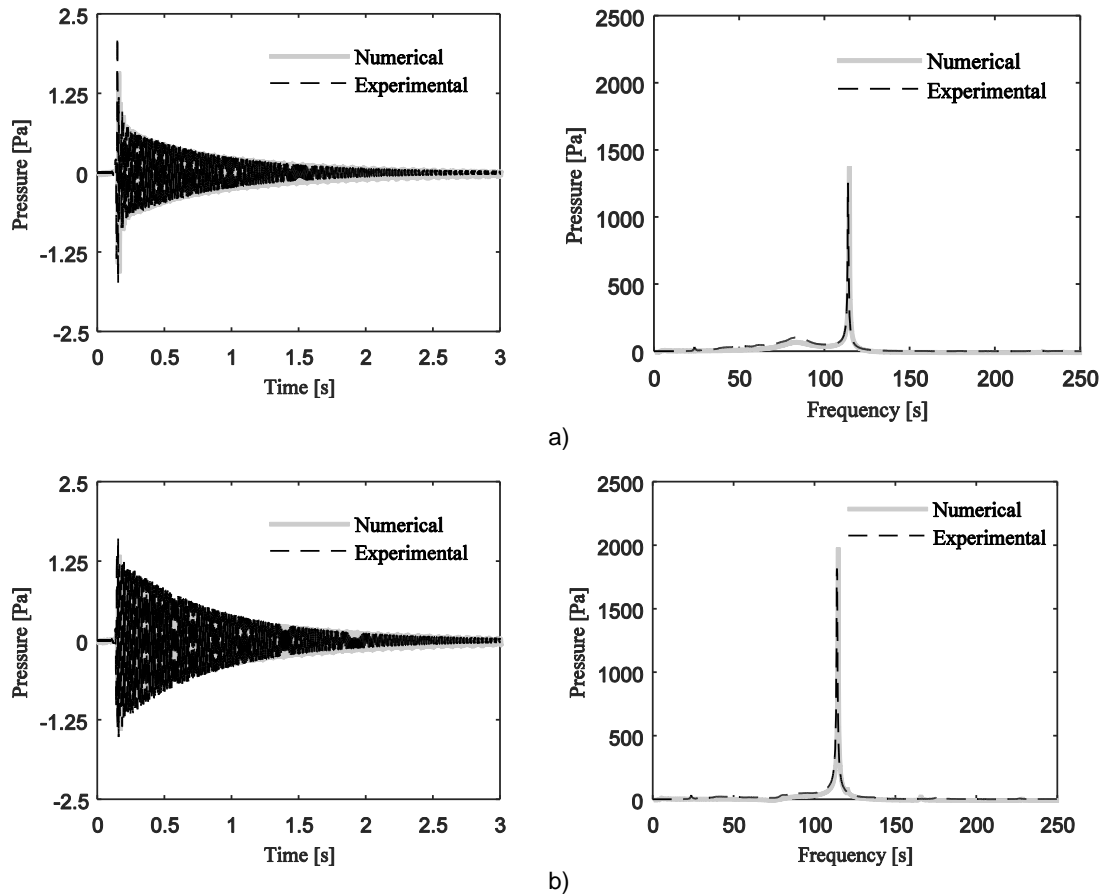 2.5
1.25
0
-1.25
-2.5
Pressure [Pa]
Numerical
Experimental
0 0.5 1 1.5 2 2.5 3
Time [s]
2500
2000
1500
1000
500
0
Pressure [Pa]
Numerical
Experimental
0 50 100 150 200 250
Frequency [s]
a)
2.5
1.25
0
-1.25
-2.5
Pressure [Pa]
Numerical
Experimental
0 0.5 1 1.5 2 2.5 3
Time [s]
2500
2000
1500
1000
500
0
Pressure [Pa]
Numerical
Experimental
0 50 100 150 200 250
Frequency [s]
b)